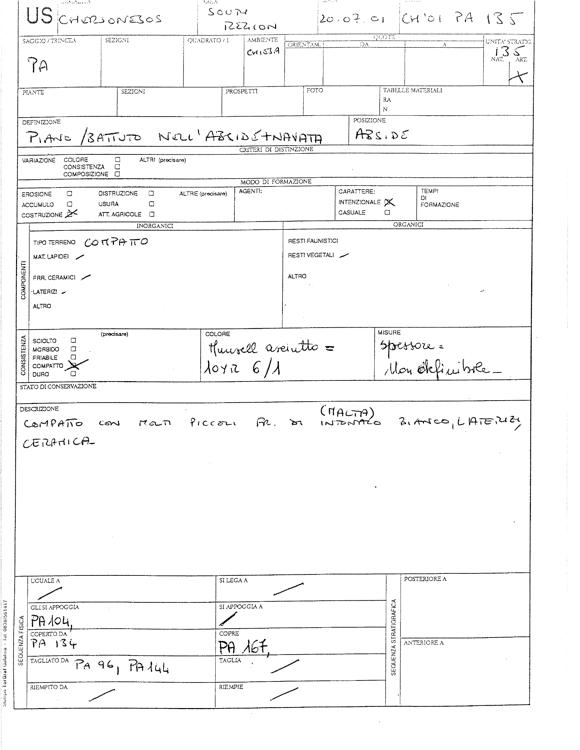 US CHERSONESOS SOUTH REGION 20.07.01 CH'01 PA 135
SAGGIO / TRINCEA SEZIONI QUADRATO / I AMBIENTE QUOTE UNITA' STRATIG.
ORIENTAM. DA A
PA CH153A 135
NAT. ART.
PIANTE SEZIONI PROSPETTI FOTO TABELLE MATERIALI
RA
N
DEFINIZIONE POSIZIONE
PIANO/BATTUTO NELL'ABSIDE+NAVATA ABSIDE
CRITERI DI DISTINZIONE
VARIAZIONE COLORE ☐ ALTRI (precisare)
CONSISTENZA ☐
COMPOSIZIONE ☐
MODO DI FORMAZIONE
EROSIONE ☐ DISTRUZIONE ☐ ALTRE (precisare) AGENTI: CARATTERE: TEMPI
ACCUMULO ☐ USURA ☐ INTENZIONALE ☒ DI
COSTRUZIONE ☒ ATT. AGRICOLE ☐ CASUALE ☐ FORMAZIONE
INORGANICI ORGANICI
COMPONENTI
TIPO TERRENO COMPATTO RESTI FAUNISTICI
MAT. LAPIDEI / RESTI VEGETALI /
FRR. CERAMICI / ALTRO
LATERIZI /
ALTRO
CONSISTENZA
(precisare) COLORE MISURE
SCIOLTO ☐
MORBIDO ☐ Munsell asciutto = spessore =
FRIABILE ☐
COMPATTO ☒ 10YR 6/1 Non definibile
DURO ☐
STATO DI CONSERVAZIONE
DESCRIZIONE
(MALTA)
COMPATTO CON MOLTI PICCOLI FR. DI INTONACO BIANCO, LATERIZI,
CERAMICA
SEQUENZA FISICA
UGUALE A / SI LEGA A /
GLI SI APPOGGIA SI APPOGGIA A
PA104, /
COPERTO DA COPRE
PA 134 PA 167,
TAGLIATO DA PA 96, PA144 TAGLIA /
RIEMPITO DA / RIEMPIE /
SEQUENZA STRATIGRAFICA
POSTERIORE A
ANTERIORE A